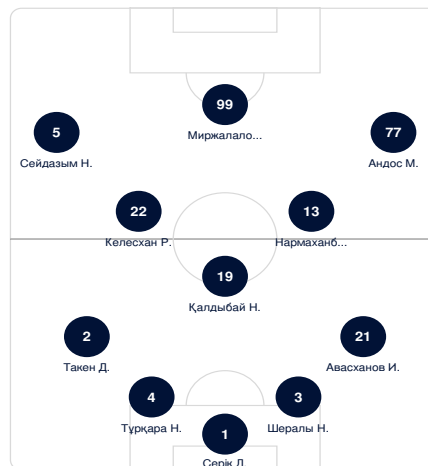 99
Миржалало...
5
Сейдазым Н.
77
Андос М.
22
Келесхан Р.
13
Нармаханб...
19
Қалдыбай Н.
2
Такен Д.
21
Авасханов И.
4
Тұрқара Н.
3
Шералы Н.
1
Серік Д